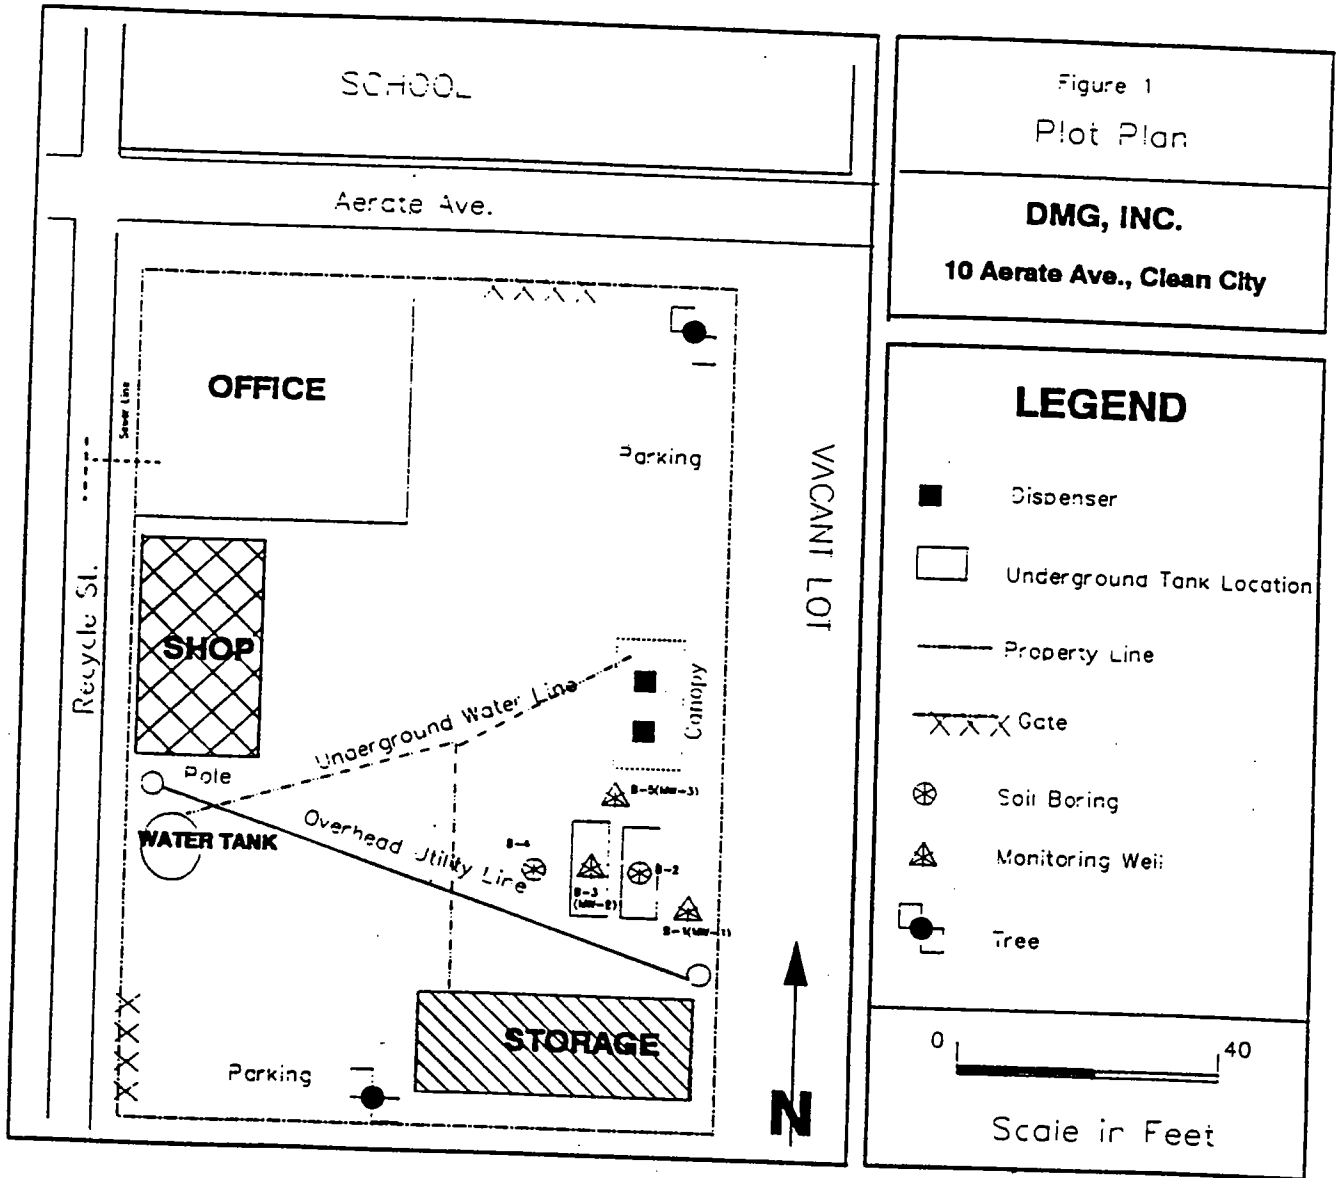 SCHOOL
Aerate Ave.
OFFICE
Sewer Line
Parking
VACANT LOT
Recycle St.
SHOP
Underground Water Line
Canopy
Pole
B-5(MW-3)
WATER TANK
Overhead Utility Line
B-4
B-2
B-3
(MW-2)
B-1(MW-1)
STORAGE
Parking
N
Figure 1
Plot Plan
DMG, INC.
10 Aerate Ave., Clean City
LEGEND
Dispenser
Underground Tank Location
Property Line
Gate
Soil Boring
Monitoring Well
Tree
0 40
Scale in Feet